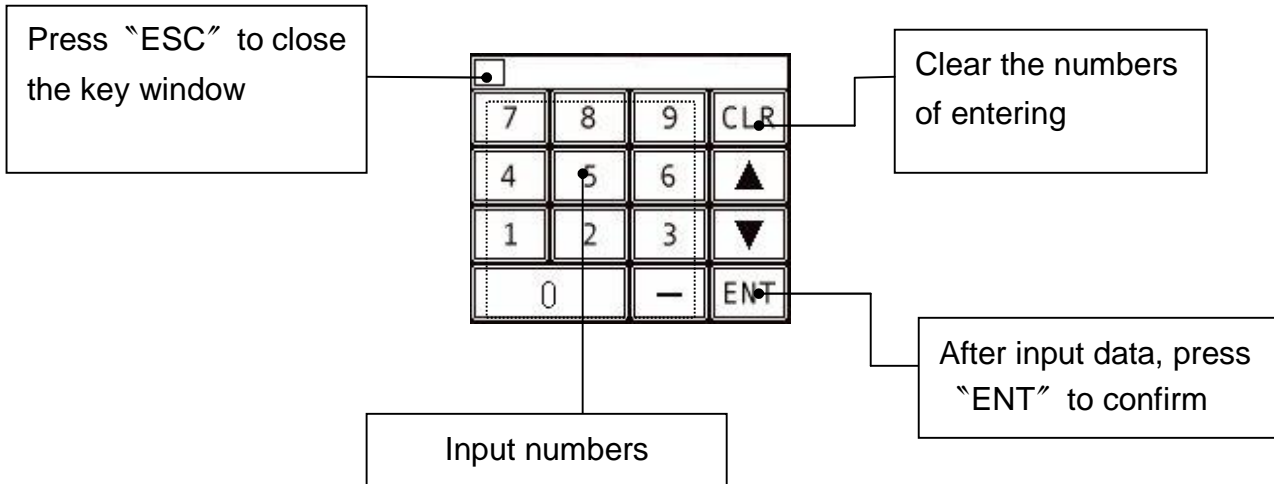 Press 〝ESC〞 to close
the key window
Clear the numbers
of entering
7 8 9 CLR
4 5 6 ▲
1 2 3 ▼
0 － ENT
After input data, press
〝ENT〞 to confirm
Input numbers